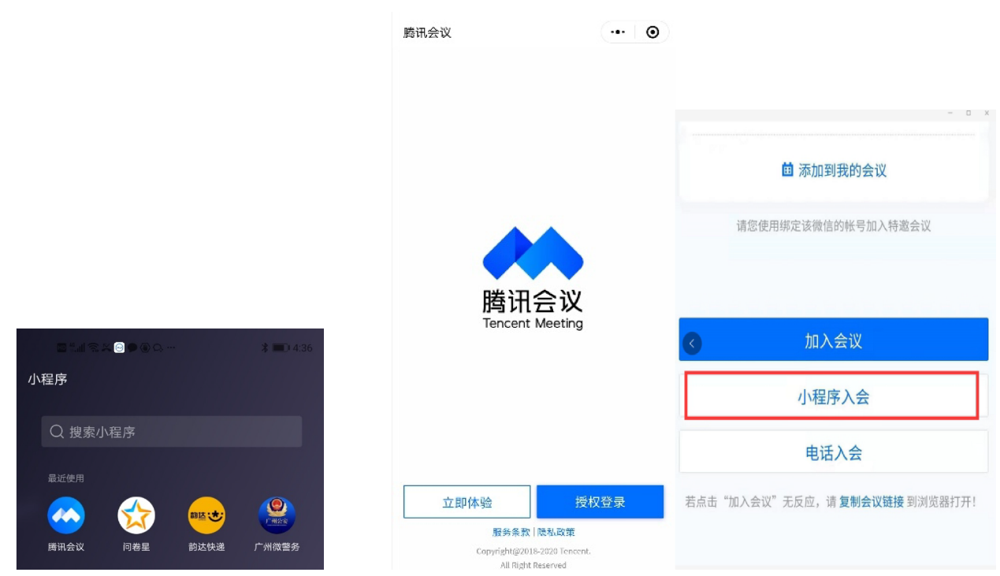 4:36
小程序
搜索小程序
最近使用
韵达
广州公安
腾讯会议
问卷星
韵达快递
广州微警务
腾讯会议
腾讯会议
Tencent Meeting
立即体验
授权登录
服务条款 | 隐私政策
Copyright@2018-2020 Tencent.
All Right Reserved
添加到我的会议
请您使用绑定该微信的帐号加入特邀会议
加入会议
小程序入会
电话入会
若点击“加入会议”无反应，请 复制会议链接 到浏览器打开！